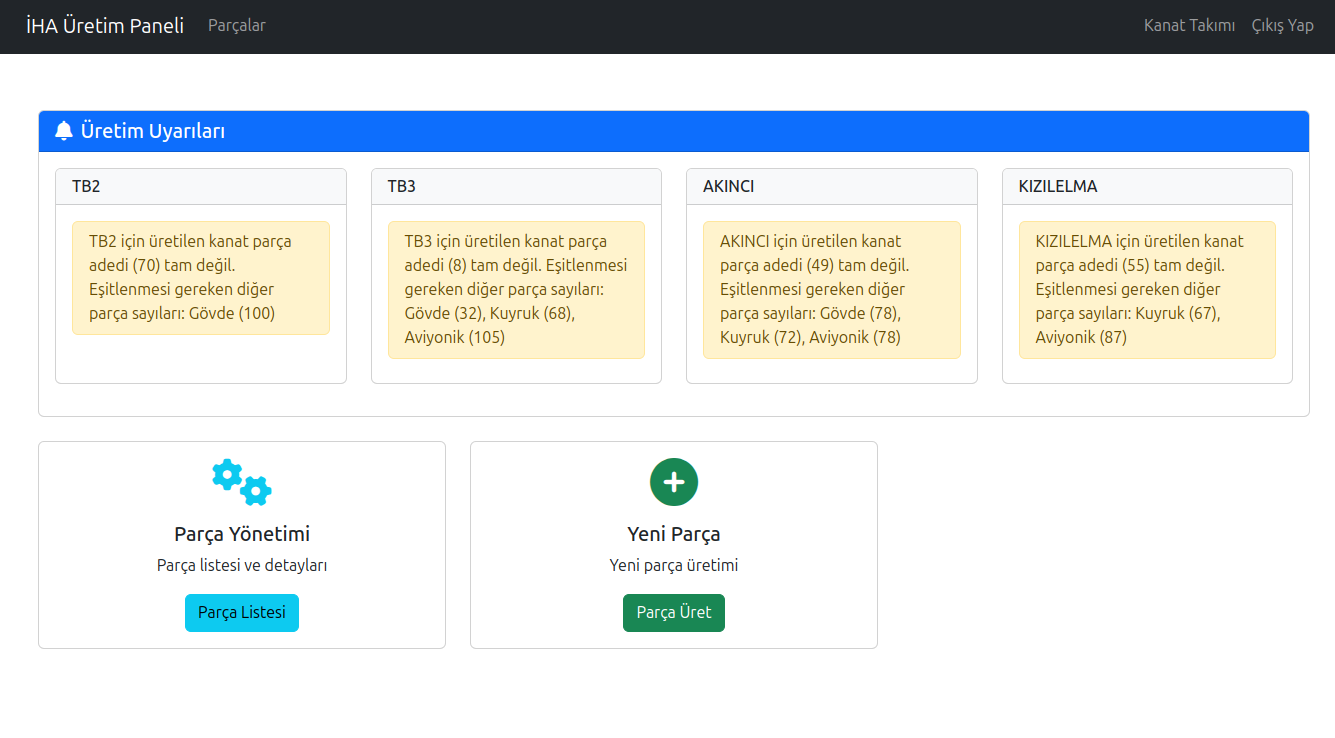 İHA Üretim Paneli
Parçalar
Kanat Takımı
Çıkış Yap
Üretim Uyarıları
TB2
TB2 için üretilen kanat parça
adedi (70) tam değil.
Eşitlenmesi gereken diğer
parça sayıları: Gövde (100)
TB3
TB3 için üretilen kanat parça
adedi (8) tam değil. Eşitlenmesi
gereken diğer parça sayıları:
Gövde (32), Kuyruk (68),
Aviyonik (105)
AKINCI
AKINCI için üretilen kanat
parça adedi (49) tam değil.
Eşitlenmesi gereken diğer
parça sayıları: Gövde (78),
Kuyruk (72), Aviyonik (78)
KIZILELMA
KIZILELMA için üretilen kanat
parça adedi (55) tam değil.
Eşitlenmesi gereken diğer
parça sayıları: Kuyruk (67),
Aviyonik (87)
Parça Yönetimi
Parça listesi ve detayları
Parça Listesi
Yeni Parça
Yeni parça üretimi
Parça Üret